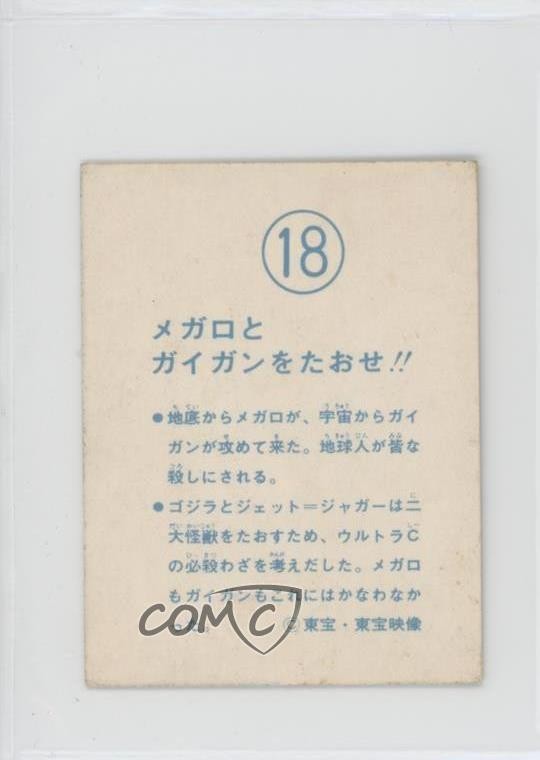 18
メガロと
ガイガンをたおせ!!
●地底からメガロが、宇宙からガイ
ガンが攻めて来た。地球人が皆な
殺しにされる。
●ゴジラとジェット＝ジャガーは二
大怪獣をたおすため、ウルトラC
の必殺わざを考えだした。メガロ
もガイガンもこれにはかなわなか
った。 ©東宝・東宝映像
COMC